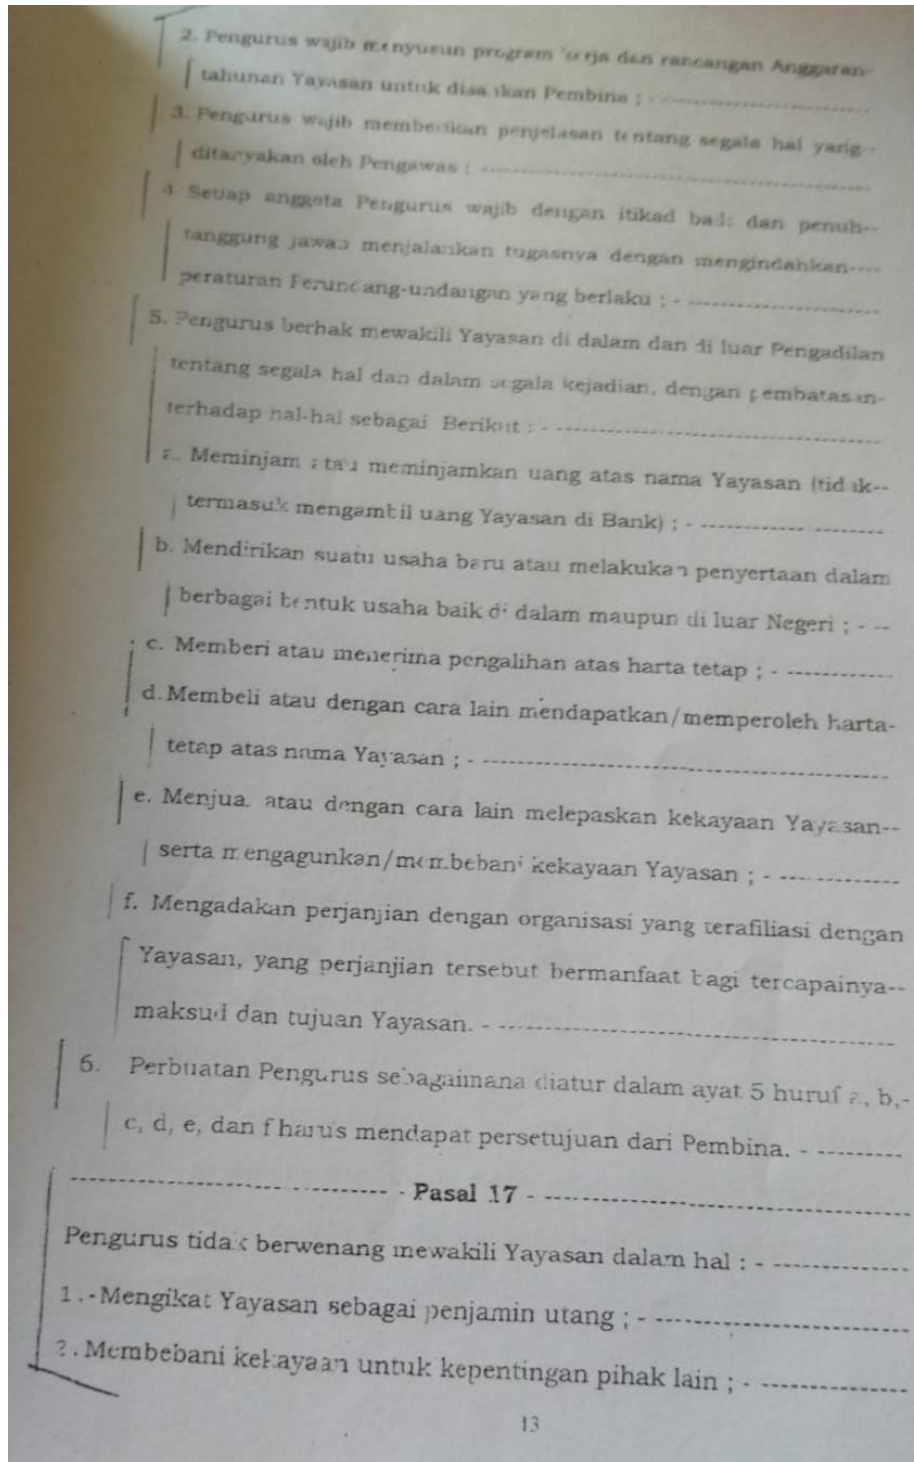 2. Pengurus wajib menyusun program kerja dan rancangan Anggaran-
tahunan Yayasan untuk disahkan Pembina ; - ------------------
3. Pengurus wajib memberikan penjelasan tentang segala hal yang--
ditanyakan oleh Pengawas ; ------------------------------
4. Setiap anggota Pengurus wajib dengan itikad baik dan penuh--
tanggung jawab menjalankan tugasnya dengan mengindahkan----
peraturan Perundang-undangan yang berlaku ; - ----------------
5. Pengurus berhak mewakili Yayasan di dalam dan di luar Pengadilan
tentang segala hal dan dalam segala kejadian, dengan pembatasan-
terhadap hal-hal sebagai Berikut : - ---------------------------
a. Meminjam atau meminjamkan uang atas nama Yayasan (tidak--
termasuk mengambil uang Yayasan di Bank) ; - ----------------
b. Mendirikan suatu usaha baru atau melakukan penyertaan dalam
berbagai bentuk usaha baik di dalam maupun di luar Negeri ; - --
c. Memberi atau menerima pengalihan atas harta tetap ; - ---------
d. Membeli atau dengan cara lain mendapatkan/memperoleh harta-
tetap atas nama Yayasan ; - ----------------------------------
e. Menjual atau dengan cara lain melepaskan kekayaan Yayasan--
serta mengagunkan/membebani kekayaan Yayasan ; - -----------
f. Mengadakan perjanjian dengan organisasi yang terafiliasi dengan
Yayasan, yang perjanjian tersebut bermanfaat bagi tercapainya--
maksud dan tujuan Yayasan. - --------------------------------
6. Perbuatan Pengurus sebagaimana diatur dalam ayat 5 huruf a, b,-
c, d, e, dan f harus mendapat persetujuan dari Pembina. - --------
------------------------------ - Pasal 17 - ------------------------------
Pengurus tidak berwenang mewakili Yayasan dalam hal : - ----------
1 .-Mengikat Yayasan sebagai penjamin utang ; - -------------------
2 . Membebani kekayaan untuk kepentingan pihak lain ; - -----------
13